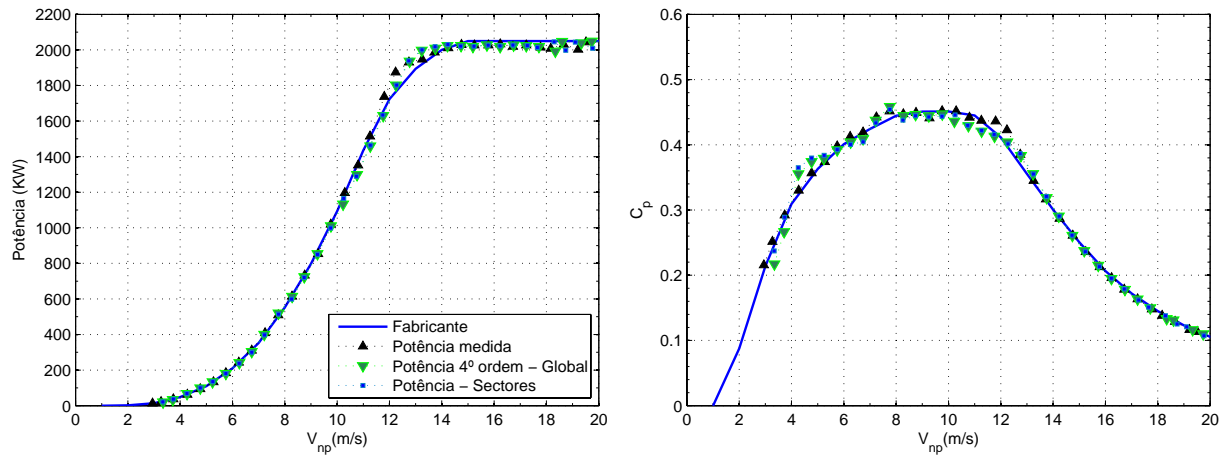 2200
2000
1800
1600
1400
1200
1000
800
600
400
200
0
Potência (KW)
0 2 4 6 8 10 12 14 16 18 20
V_np(m/s)
Fabricante
Potência medida
Potência 4º ordem − Global
Potência − Sectores
0.6
0.5
0.4
0.3
0.2
0.1
0
C_p
0 2 4 6 8 10 12 14 16 18 20
V_np(m/s)